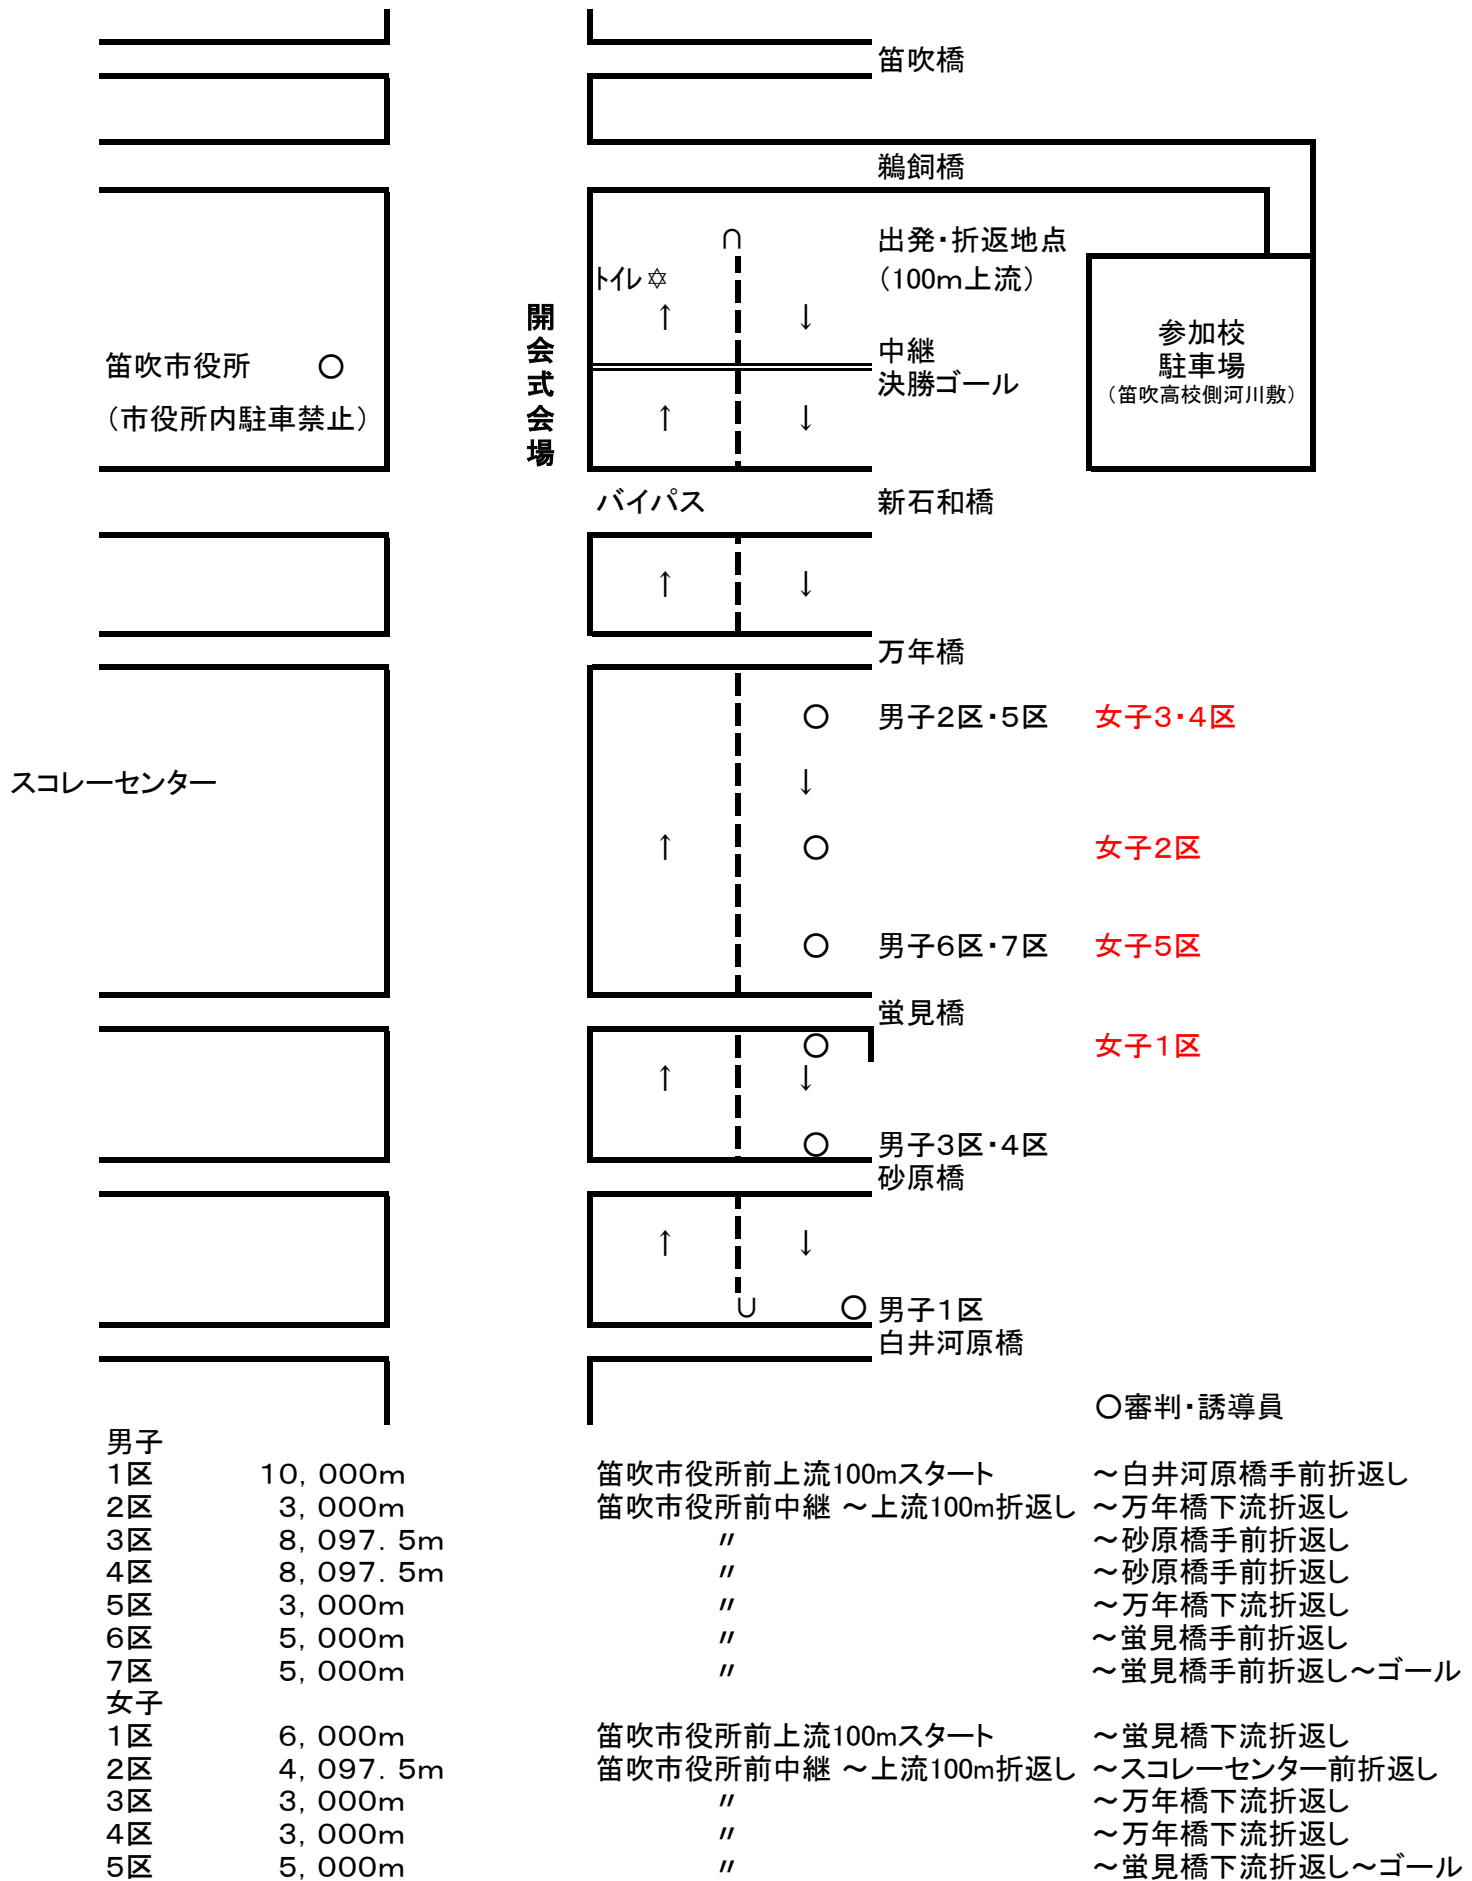 笛吹橋
鵜飼橋
出発・折返地点
トイレ✡
（100ｍ上流）
開会式会場
中継
決勝ゴール
笛吹市役所　○
（市役所内駐車禁止）
参加校
駐車場
（笛吹高校側河川敷）
バイパス
新石和橋
万年橋
男子２区・５区　女子３・４区
スコレーセンター
女子２区
男子６区・７区　女子５区
蛍見橋
女子１区
男子３区・４区
砂原橋
男子１区
白井河原橋
○審判・誘導員
男子
１区　１０，０００ｍ　笛吹市役所前上流100ｍスタート　～白井河原橋手前折返し
２区　３，０００ｍ　笛吹市役所前中継 ～上流100ｍ折返し　～万年橋下流折返し
３区　８，０９７．５ｍ　〃　～砂原橋手前折返し
４区　８，０９７．５ｍ　〃　～砂原橋手前折返し
５区　３，０００ｍ　〃　～万年橋下流折返し
６区　５，０００ｍ　〃　～蛍見橋手前折返し
７区　５，０００ｍ　〃　～蛍見橋手前折返し～ゴール
女子
１区　６，０００ｍ　笛吹市役所前上流100ｍスタート　～蛍見橋下流折返し
２区　４，０９７．５ｍ　笛吹市役所前中継 ～上流100ｍ折返し　～スコレーセンター前折返し
３区　３，０００ｍ　〃　～万年橋下流折返し
４区　３，０００ｍ　〃　～万年橋下流折返し
５区　５，０００ｍ　〃　～蛍見橋下流折返し～ゴール